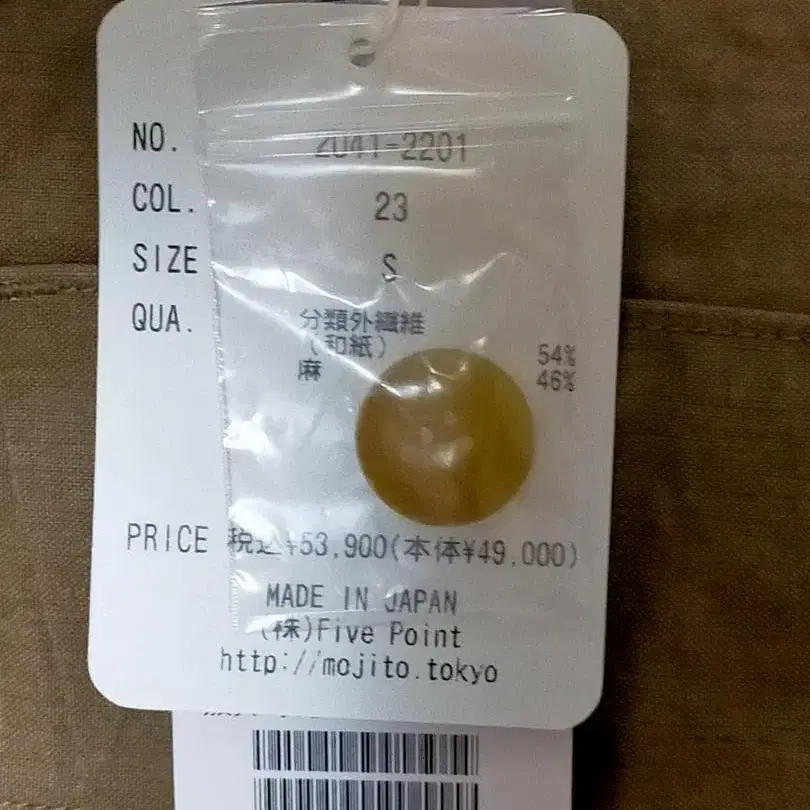 NO. 2041-2201
COL. 23
SIZE S
QUA. 分類外繊維
(和紙) 54%
麻 46%
PRICE 税込¥53,900(本体¥49,000)
MADE IN JAPAN
(株)Five Point
http://mojito.tokyo